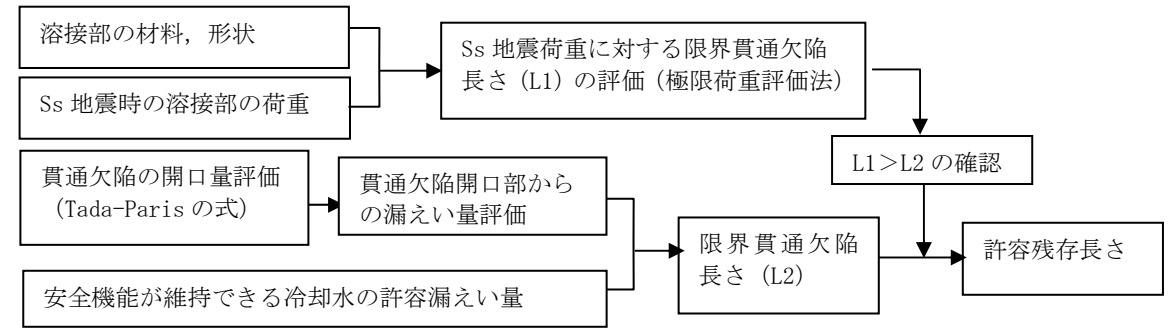 溶接部の材料，形状
Ss 地震時の溶接部の荷重
Ss 地震荷重に対する限界貫通欠陥
長さ（L1）の評価（極限荷重評価法）
L1＞L2 の確認
貫通欠陥の開口量評価
（Tada-Paris の式）
貫通欠陥開口部から
の漏えい量評価
安全機能が維持できる冷却水の許容漏えい量
限界貫通欠陥
長さ（L2）
許容残存長さ